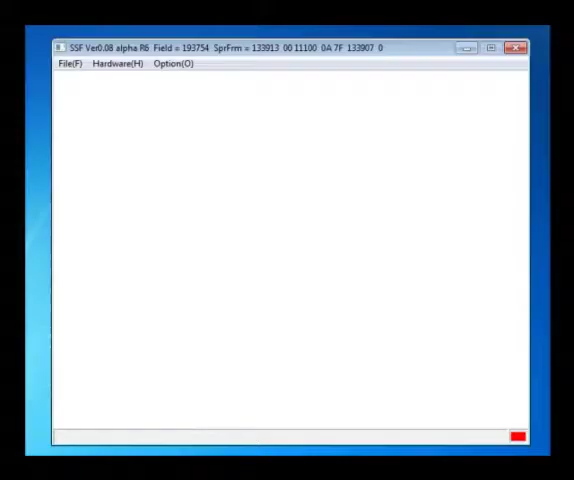 SSF Ver0.08 alpha R6 Field = 193754 SprFrm = 133913 00 11100 0A 7F 133907 0
File(F) Hardware(H) Option(O)